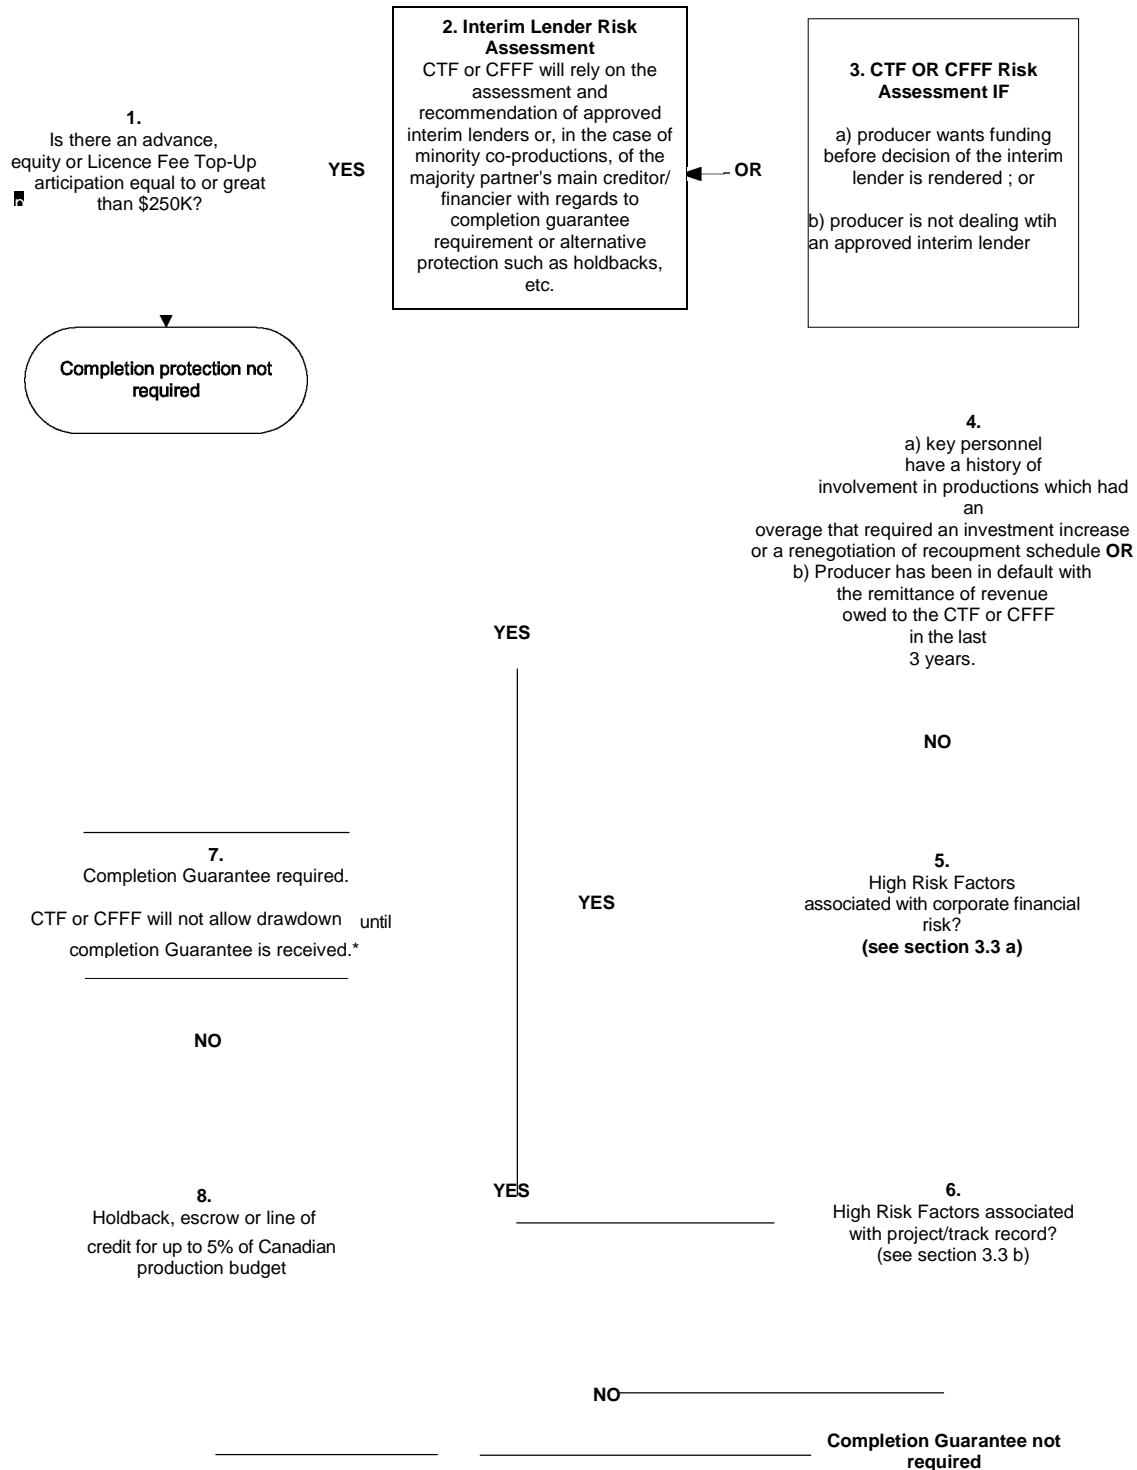 1.
Is there an advance,
equity or Licence Fee Top-Up
p articipation equal to or great
than $250K?
YES
2. Interim Lender Risk
Assessment
CTF or CFFF will rely on the
assessment and
recommendation of approved
interim lenders or, in the case of
minority co-productions, of the
majority partner's main creditor/
financier with regards to
completion guarantee
requirement or alternative
protection such as holdbacks,
etc.
OR
3. CTF OR CFFF Risk
Assessment IF
a) producer wants funding
before decision of the interim
lender is rendered ; or
b) producer is not dealing wtih
an approved interim lender
Completion protection not
required
4.
a) key personnel
have a history of
involvement in productions which had
an
overage that required an investment increase
or a renegotiation of recoupment schedule OR
b) Producer has been in default with
the remittance of revenue
owed to the CTF or CFFF
in the last
3 years.
YES
NO
7.
Completion Guarantee required.
CTF or CFFF will not allow drawdown until
completion Guarantee is received.*
YES
5.
High Risk Factors
associated with corporate financial
risk?
(see section 3.3 a)
NO
8.
Holdback, escrow or line of
credit for up to 5% of Canadian
production budget
YES
6.
High Risk Factors associated
with project/track record?
(see section 3.3 b)
NO
Completion Guarantee not
required